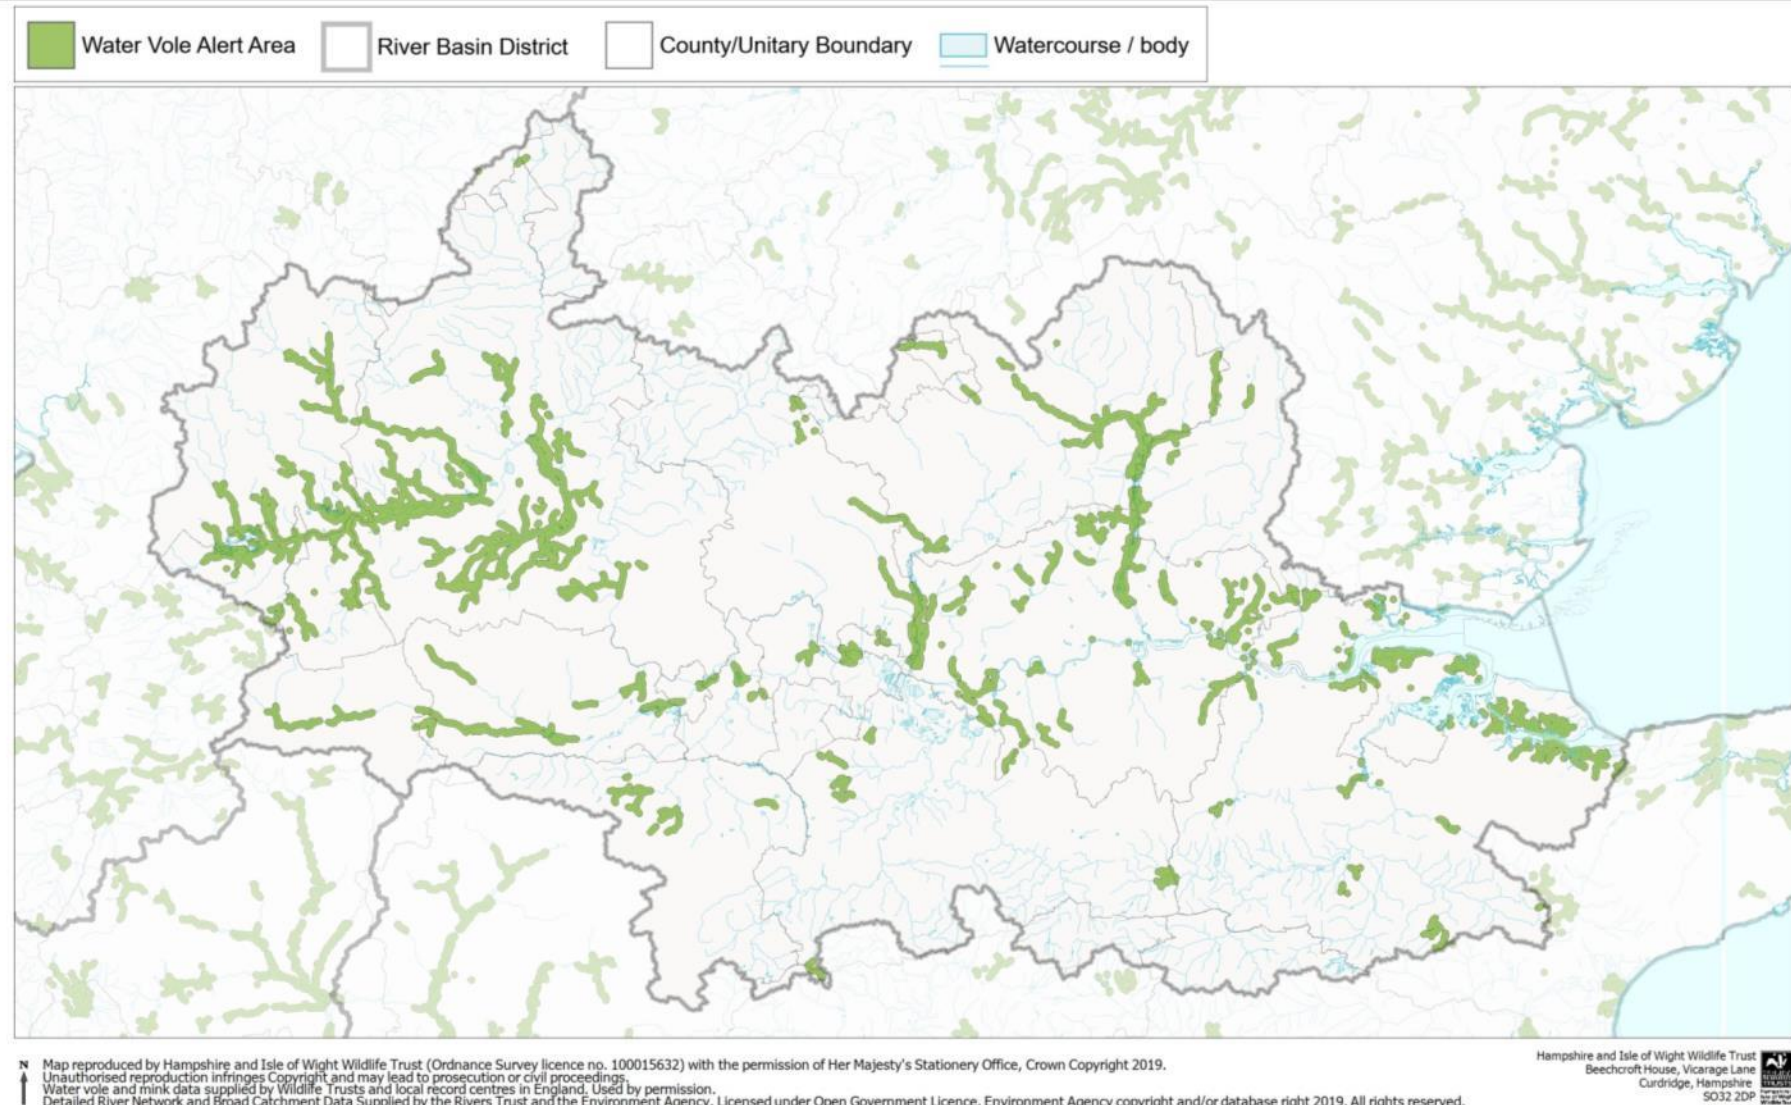 Water Vole Alert Area
River Basin District
County/Unitary Boundary
Watercourse / body
N
Map reproduced by Hampshire and Isle of Wight Wildlife Trust (Ordnance Survey licence no. 100015632) with the permission of Her Majesty's Stationery Office, Crown Copyright 2019.
Unauthorised reproduction infringes Copyright and may lead to prosecution or civil proceedings.
Water vole and mink data supplied by Wildlife Trusts and local record centres in England. Used by permission.
Detailed River Network and Broad Catchment Data Supplied by the Rivers Trust and the Environment Agency. Licensed under Open Government Licence. Environment Agency copyright and/or database right 2019. All rights reserved.
Hampshire and Isle of Wight Wildlife Trust
Beechcroft House, Vicarage Lane
Curdridge, Hampshire
SO32 2DP